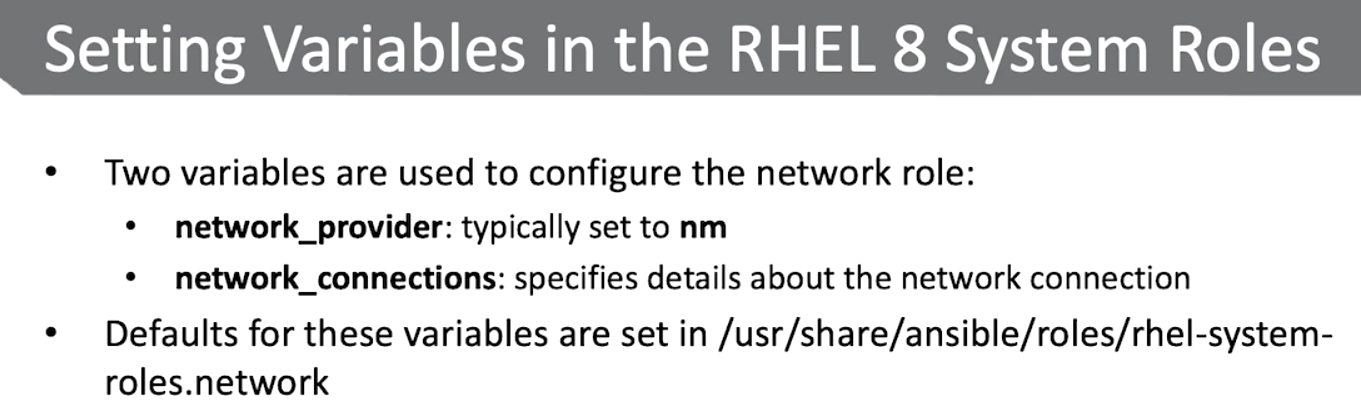 Setting Variables in the RHEL 8 System Roles
• Two variables are used to configure the network role:
• network_provider: typically set to nm
• network_connections: specifies details about the network connection
• Defaults for these variables are set in /usr/share/ansible/roles/rhel-system-
roles.network